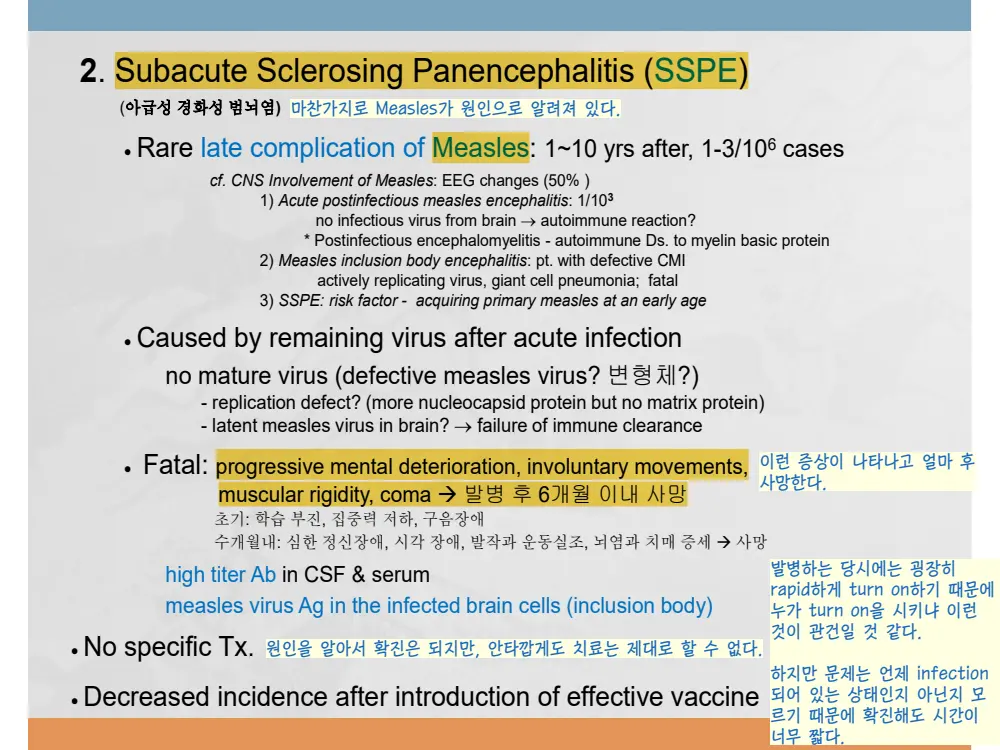 2. Subacute Sclerosing Panencephalitis (SSPE)
(아급성 경화성 범뇌염) 마찬가지로 Measles가 원인으로 알려져 있다.
• Rare late complication of Measles: 1~10 yrs after, 1-3/10⁶ cases
cf. CNS Involvement of Measles: EEG changes (50% )
1) Acute postinfectious measles encephalitis: 1/10³
no infectious virus from brain → autoimmune reaction?
* Postinfectious encephalomyelitis - autoimmune Ds. to myelin basic protein
2) Measles inclusion body encephalitis: pt. with defective CMI
actively replicating virus, giant cell pneumonia; fatal
3) SSPE: risk factor - acquiring primary measles at an early age
• Caused by remaining virus after acute infection
no mature virus (defective measles virus? 변형체?)
- replication defect? (more nucleocapsid protein but no matrix protein)
- latent measles virus in brain? → failure of immune clearance
• Fatal: progressive mental deterioration, involuntary movements,
muscular rigidity, coma → 발병 후 6개월 이내 사망
이런 증상이 나타나고 얼마 후
사망한다.
초기: 학습 부진, 집중력 저하, 구음장애
수개월내: 심한 정신장애, 시각 장애, 발작과 운동실조, 뇌염과 치매 증세 → 사망
high titer Ab in CSF & serum
measles virus Ag in the infected brain cells (inclusion body)
• No specific Tx. 원인을 알아서 확진은 되지만, 안타깝게도 치료는 제대로 할 수 없다.
• Decreased incidence after introduction of effective vaccine
발병하는 당시에는 굉장히
rapid하게 turn on하기 때문에
누가 turn on을 시키냐 이런
것이 관건일 것 같다.
하지만 문제는 언제 infection
되어 있는 상태인지 아닌지 모
르기 때문에 확진해도 시간이
너무 짧다.